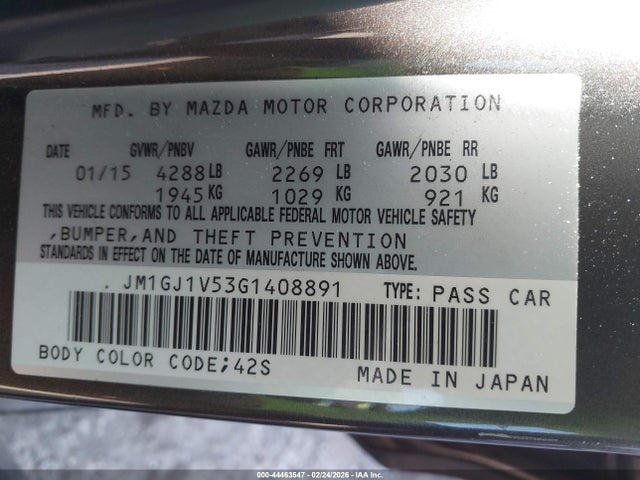 MFD. BY MAZDA MOTOR CORPORATION
DATE GVWR/PNBV GAWR/PNBE FRT GAWR/PNBE RR
01/15 4288 LB 2269 LB 2030 LB
1945 KG 1029 KG 921 KG
THIS VEHICLE CONFORMS TO ALL APPLICABLE FEDERAL MOTOR VEHICLE SAFETY
,BUMPER,AND THEFT PREVENTION
STANDARDS IN EFFECT ON THE DATE OF MANUFACTURE SHOWN ABOVE.
. JM1GJ1V53G1408891 TYPE: PASS CAR
BODY COLOR CODE;42S MADE IN JAPAN
000-44463547 - 02/24/2026 - IAA Inc.